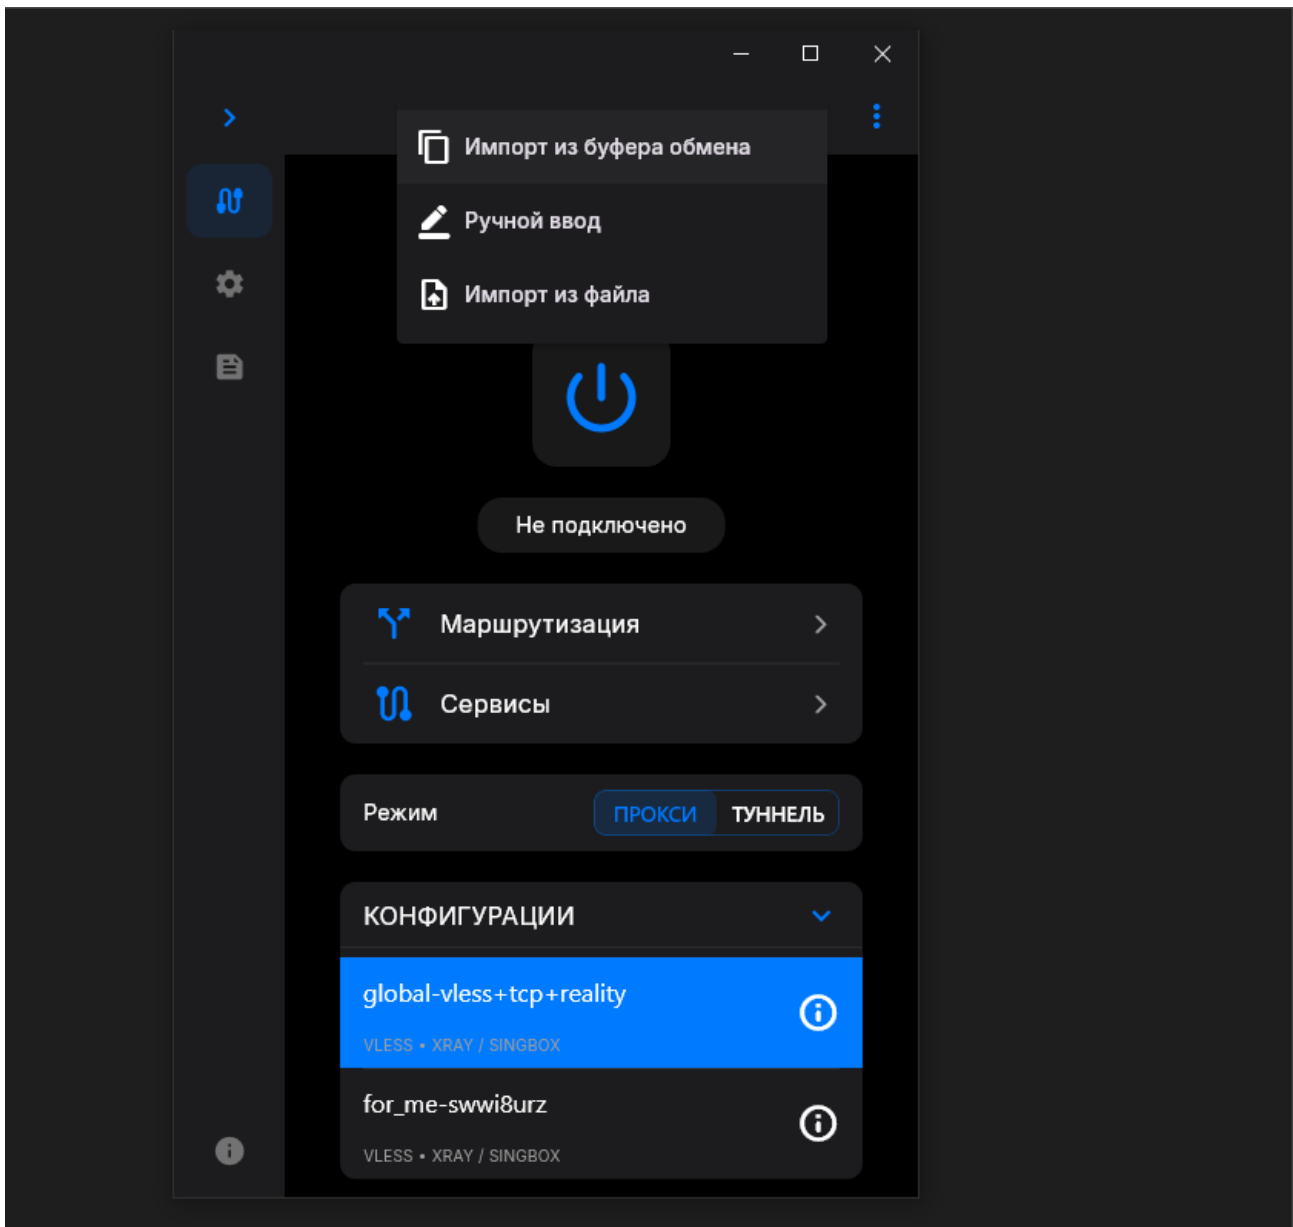 Импорт из буфера обмена
Ручной ввод
Импорт из файла
Не подключено
Маршрутизация
Сервисы
Режим
ПРОКСИ ТУННЕЛЬ
КОНФИГУРАЦИИ
global-vless+tcp+reality
VLESS • XRAY / SINGBOX
for_me-swwi8urz
VLESS • XRAY / SINGBOX